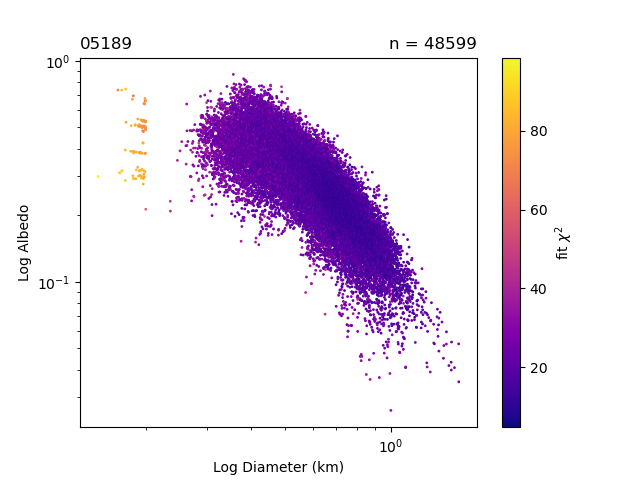 05189
n = 48599
10⁰
10⁻¹
Log Albedo
10⁰
Log Diameter (km)
80
60
40
20
fit χ²